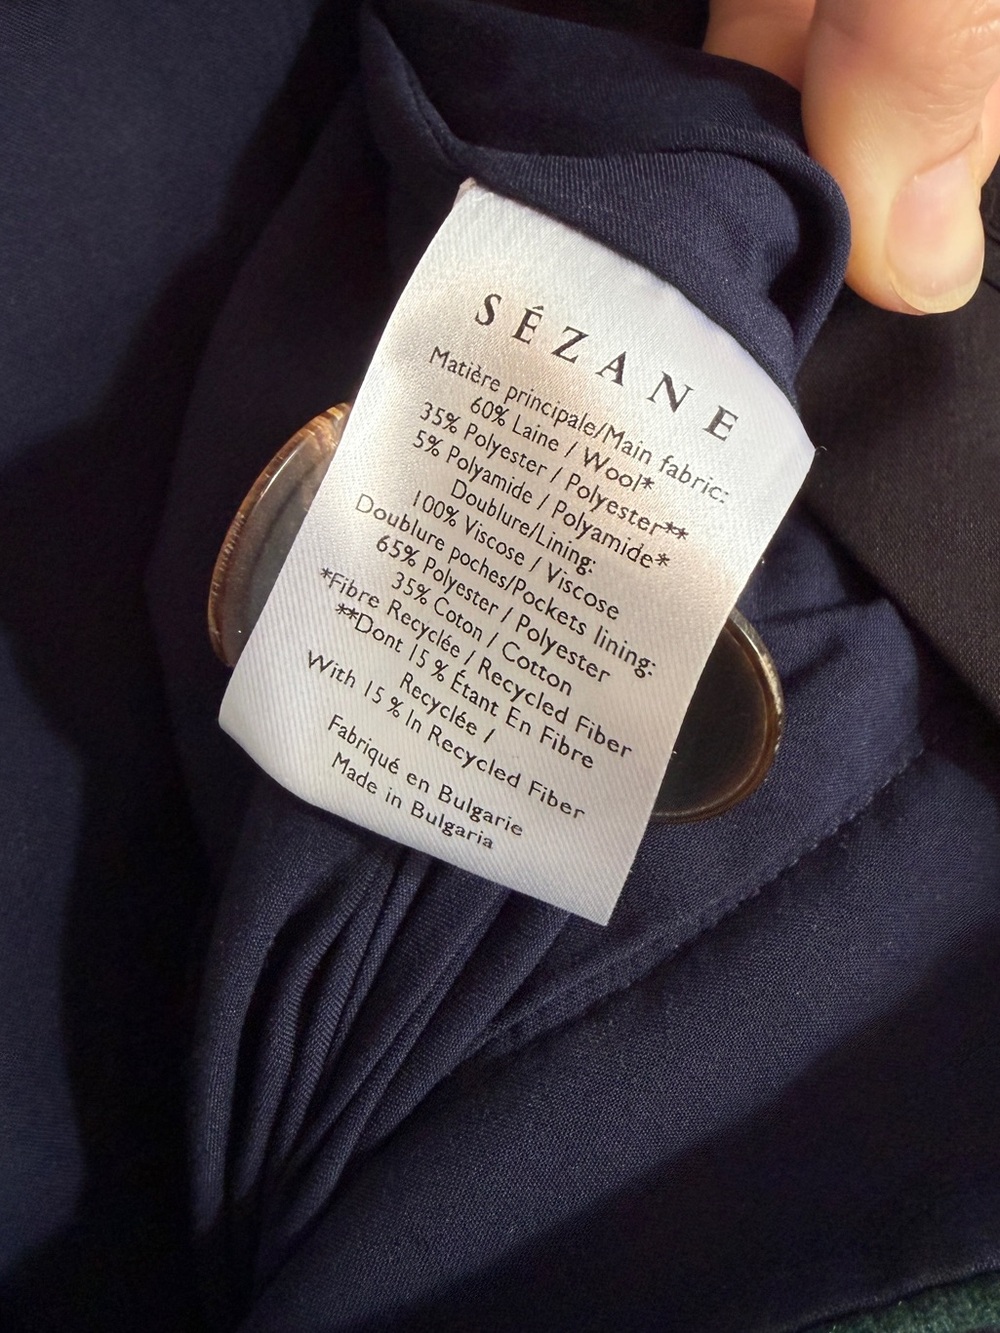 SÉZANE
Matière principale/Main fabric:
60% Laine / Wool*
35% Polyester / Polyester**
5% Polyamide / Polyamide*
Doublure/Lining:
100% Viscose / Viscose
Doublure poches/Pockets lining:
65% Polyester / Polyester
35% Coton / Cotton
*Fibre Recyclée / Recycled Fiber
**Dont 15 % Étant En Fibre
Recyclée /
With 15 % In Recycled Fiber
Fabriqué en Bulgarie
Made in Bulgaria